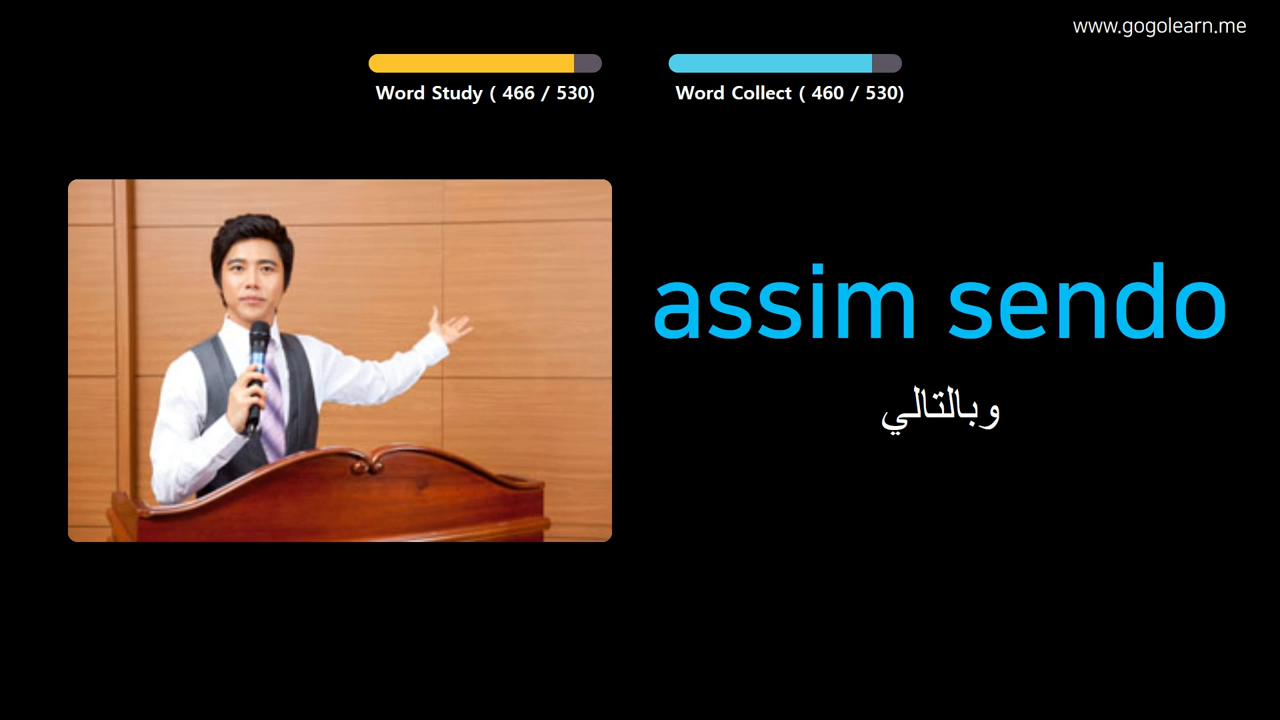 www.gogolearn.me
Word Study ( 466 / 530)
Word Collect ( 460 / 530)
assim sendo
وبالتالي